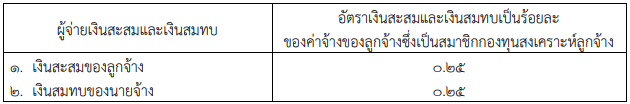 ผู้จ่ายเงินสะสมและเงินสมทบ
อัตราเงินสะสมและเงินสมทบเป็นร้อยละ
ของค่าจ้างของลูกจ้างซึ่งเป็นสมาชิกกองทุนสงเคราะห์ลูกจ้าง
๑. เงินสะสมของลูกจ้าง ๐.๒๕
๒. เงินสมทบของนายจ้าง ๐.๒๕